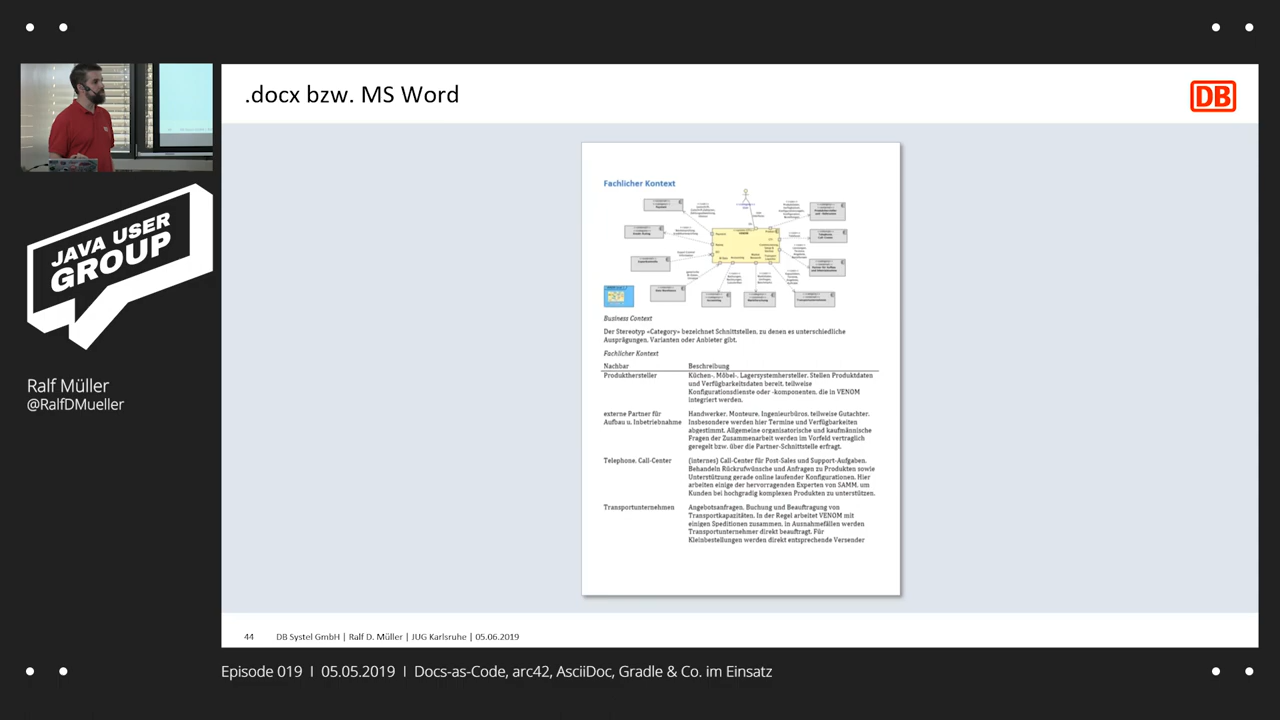 .docx bzw. MS Word
DB
JAVA USER
GROUP
Ralf Müller
@RalfDMueller
Fachlicher Kontext
Business Context
Der Stereotyp «Category» bezeichnet Schnittstellen, zu denen es unterschiedliche
Ausprägungen, Varianten oder Anbieter gibt.
Fachlicher Kontext
Nachbar Beschreibung
Produkthersteller Küchen-, Möbel-, Lagersystemhersteller. Stellen Produktdaten
und Verfügbarkeitsdaten bereit, teilweise
Konfigurationsdienste oder -komponenten, die in VENOM
integriert werden.
externe Partner für Handwerker, Monteure, Ingenieurbüros, teilweise Gutachter.
Aufbau u. Inbetriebnahme Insbesondere werden hier Termine und Verfügbarkeiten
abgestimmt. Allgemeine organisatorische und kaufmännische
Fragen der Zusammenarbeit werden im Vorfeld vertraglich
geregelt bzw. über die Partner-Schnittstelle erfragt.
Telephone, Call-Center (internes) Call-Center für Post-Sales und Support-Aufgaben.
Behandeln Rückrufwünsche und Anfragen zu Produkten sowie
Unterstützung gerade online laufender Konfigurationen. Hier
arbeiten einige der hervorragenden Experten von SAMM, um
Kunden bei hochgradig komplexen Produkten zu unterstützen.
Transportunternehmen Angebotsanfragen, Buchung und Beauftragung von
Transportkapazitäten. In der Regel arbeitet VENOM mit
einigen Speditionen zusammen, in Ausnahmefällen werden
Transportunternehmer direkt beauftragt. Für
Kleinbestellungen werden direkt entsprechende Versender
44 DB Systel GmbH | Ralf D. Müller | JUG Karlsruhe | 05.06.2019
Episode 019 | 05.05.2019 | Docs-as-Code, arc42, AsciiDoc, Gradle & Co. im Einsatz